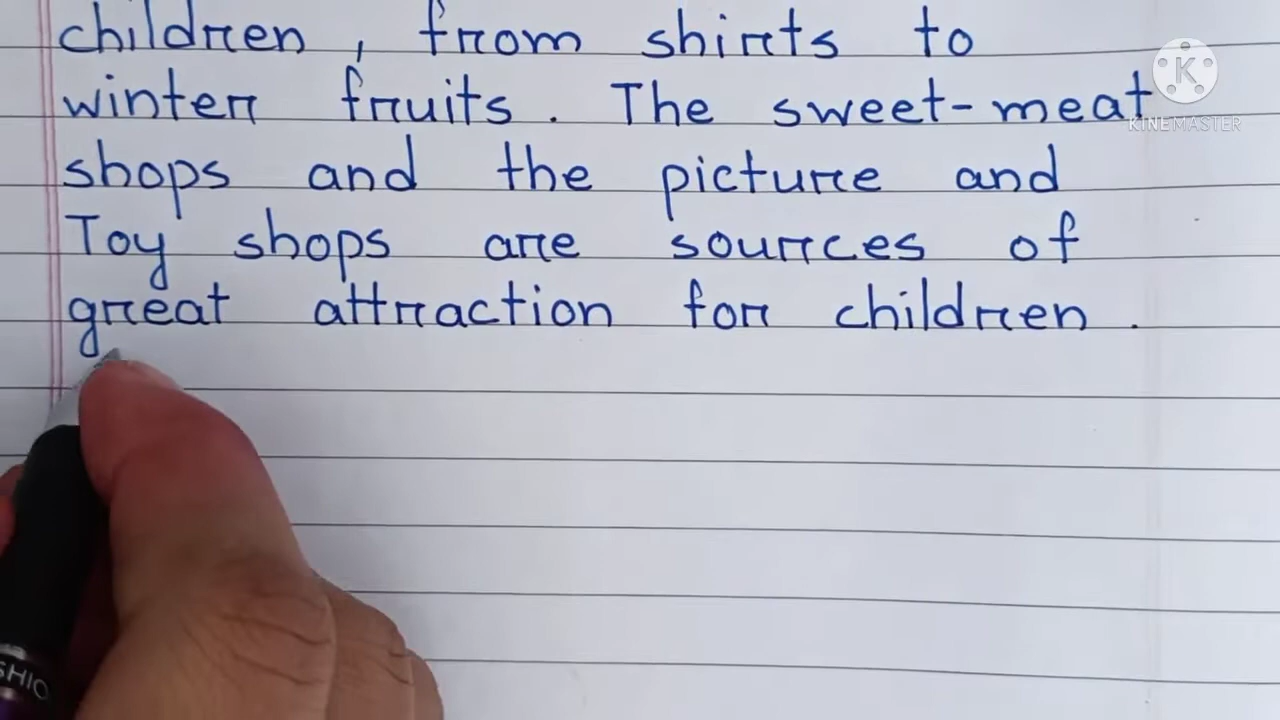 children, from shirts to
winter fruits. The sweet-meat
shops and the picture and
Toy shops are sources of
great attraction for children.
K
KINEMASTER
SHIO